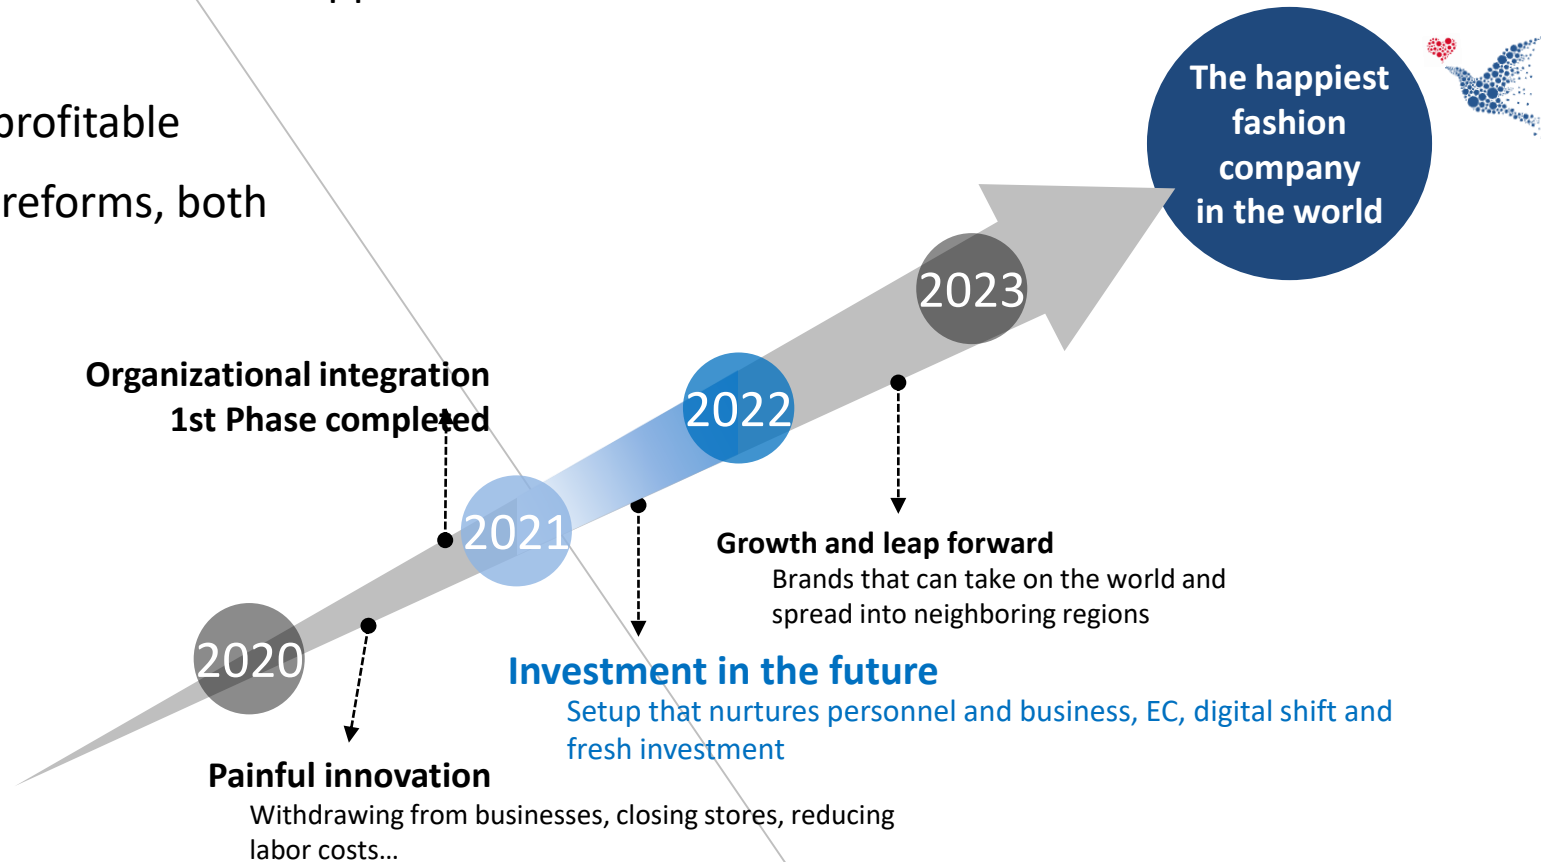 profitable
reforms, both
The happiest
fashion
company
in the world
2023
2022
2021
2020
Organizational integration
1st Phase completed
Growth and leap forward
Brands that can take on the world and
spread into neighboring regions
Investment in the future
Setup that nurtures personnel and business, EC, digital shift and
fresh investment
Painful innovation
Withdrawing from businesses, closing stores, reducing
labor costs…